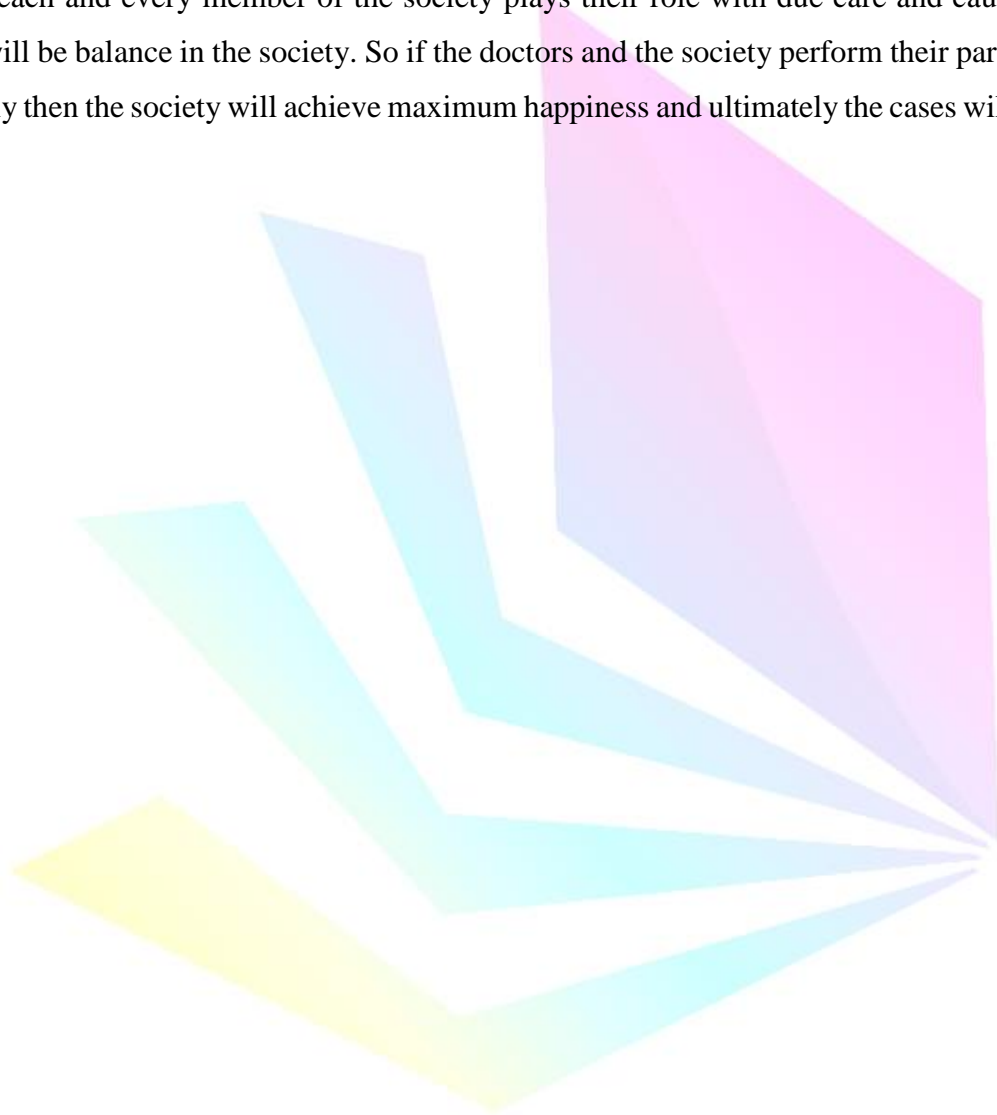 each and every member of the society plays their role with due care and
will be balance in the society. So if the doctors and the society perform their
then the society will achieve maximum happiness and ultimately the cases